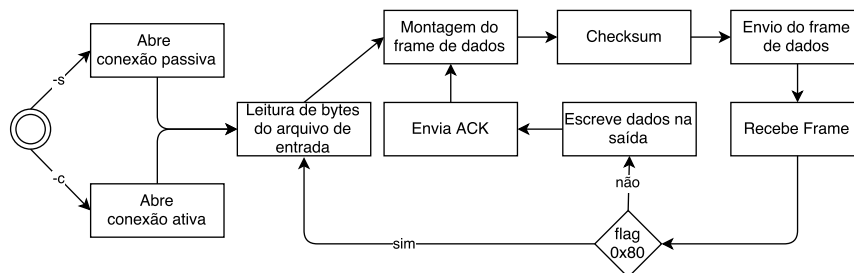 Abre
conexão passiva
-s
-c
Abre
conexão ativa
Leitura de bytes
do arquivo de
entrada
Montagem do
frame de dados
Checksum
Envio do frame
de dados
Envia ACK
Escreve dados na
saída
Recebe Frame
não
sim
flag
0x80